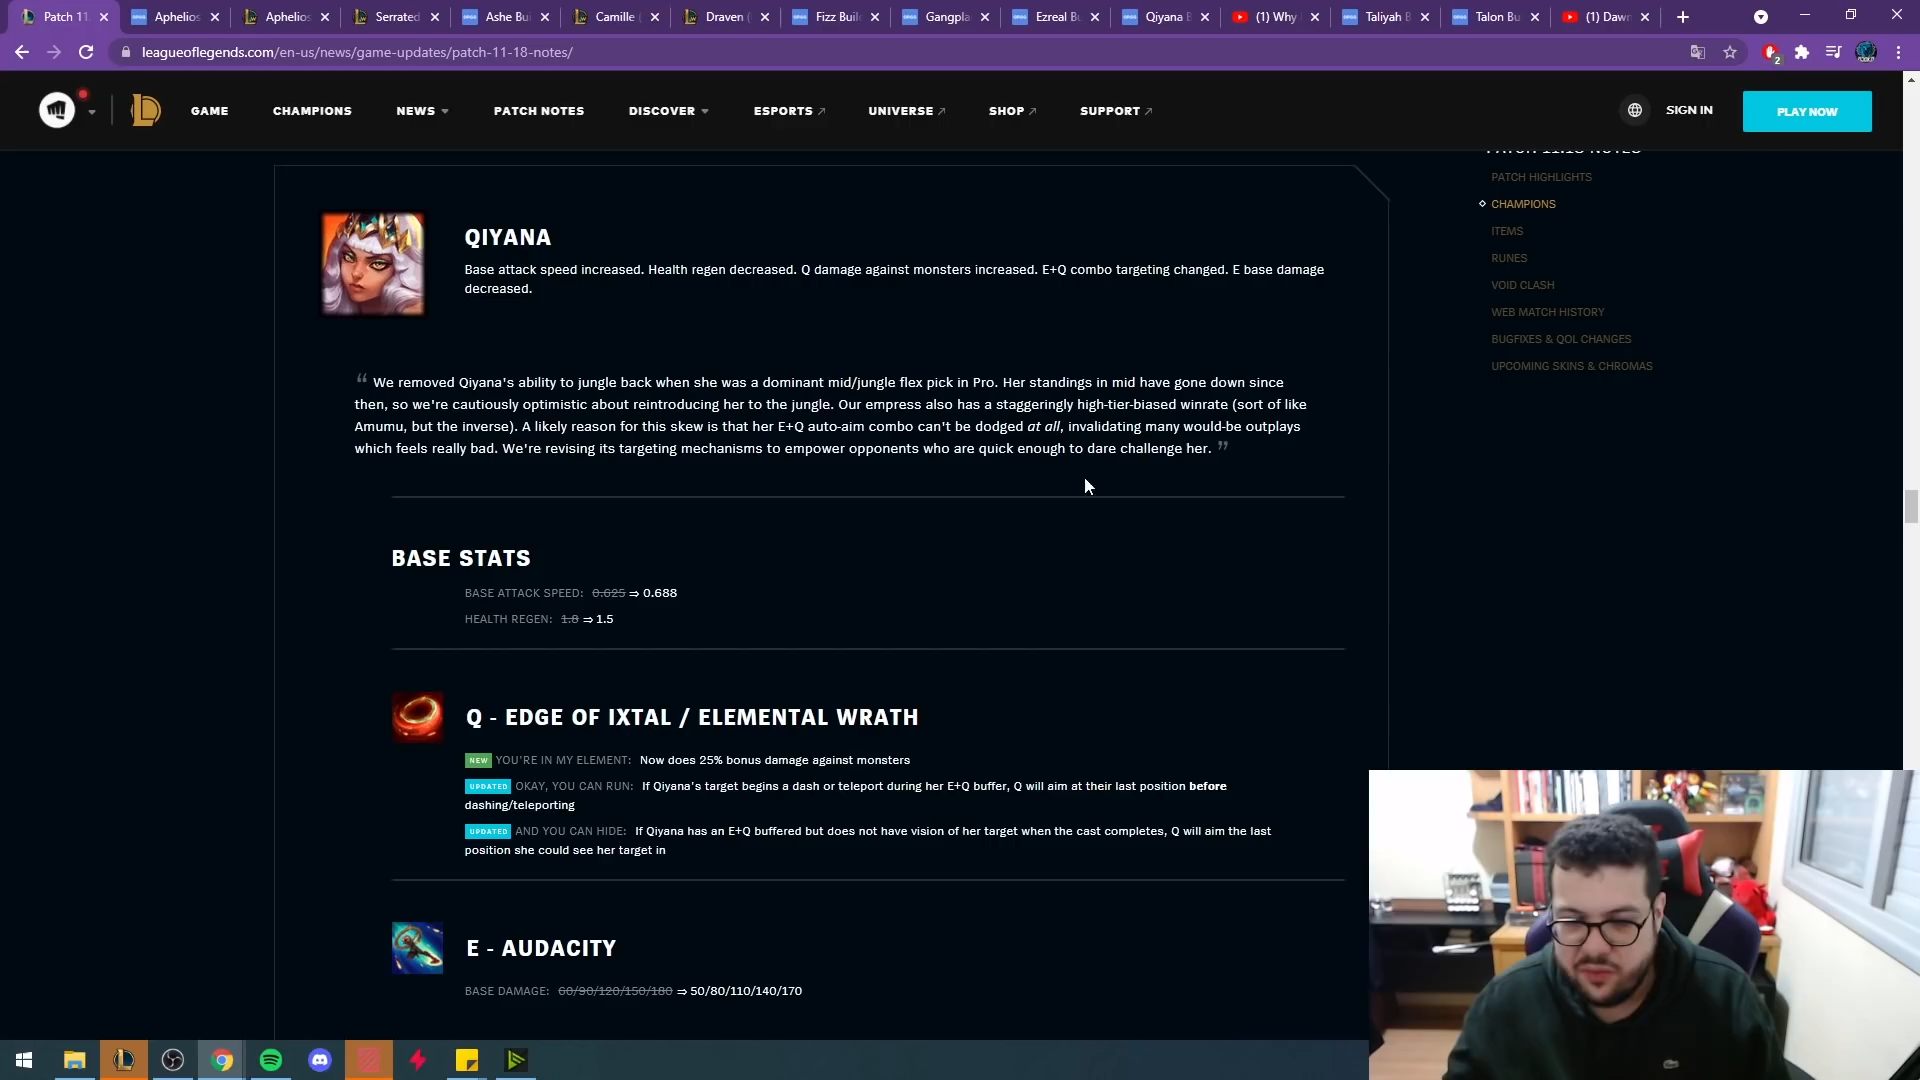 Patch 11.
Aphelios
Aphelios
Serrated
Ashe Bui
Camille (
Draven (
Fizz Buil
Gangpla
Ezreal Bu
Qiyana B
(1) Why
Taliyah B
Talon Bu
(1) Dawn
leagueoflegends.com/en-us/news/game-updates/patch-11-18-notes/
2
GAME
CHAMPIONS
NEWS
PATCH NOTES
DISCOVER
ESPORTS
UNIVERSE
SHOP
SUPPORT
SIGN IN
PLAY NOW
PATCH 11.18 NOTES
PATCH HIGHLIGHTS
CHAMPIONS
ITEMS
RUNES
VOID CLASH
WEB MATCH HISTORY
BUGFIXES & QOL CHANGES
UPCOMING SKINS & CHROMAS
QIYANA
Base attack speed increased. Health regen decreased. Q damage against monsters increased. E+Q combo targeting changed. E base damage
decreased.
“ We removed Qiyana's ability to jungle back when she was a dominant mid/jungle flex pick in Pro. Her standings in mid have gone down since
then, so we're cautiously optimistic about reintroducing her to the jungle. Our empress also has a staggeringly high-tier-biased winrate (sort of like
Amumu, but the inverse). A likely reason for this skew is that her E+Q auto-aim combo can't be dodged at all, invalidating many would-be outplays
which feels really bad. We're revising its targeting mechanisms to empower opponents who are quick enough to dare challenge her. ”
BASE STATS
BASE ATTACK SPEED: 0.625 ⇒ 0.688
HEALTH REGEN: 1.8 ⇒ 1.5
Q - EDGE OF IXTAL / ELEMENTAL WRATH
NEW YOU'RE IN MY ELEMENT: Now does 25% bonus damage against monsters
UPDATED OKAY, YOU CAN RUN: If Qiyana's target begins a dash or teleport during her E+Q buffer, Q will aim at their last position before
dashing/teleporting
UPDATED AND YOU CAN HIDE: If Qiyana has an E+Q buffered but does not have vision of her target when the cast completes, Q will aim the last
position she could see her target in
E - AUDACITY
BASE DAMAGE: 60/90/120/150/180 ⇒ 50/80/110/140/170